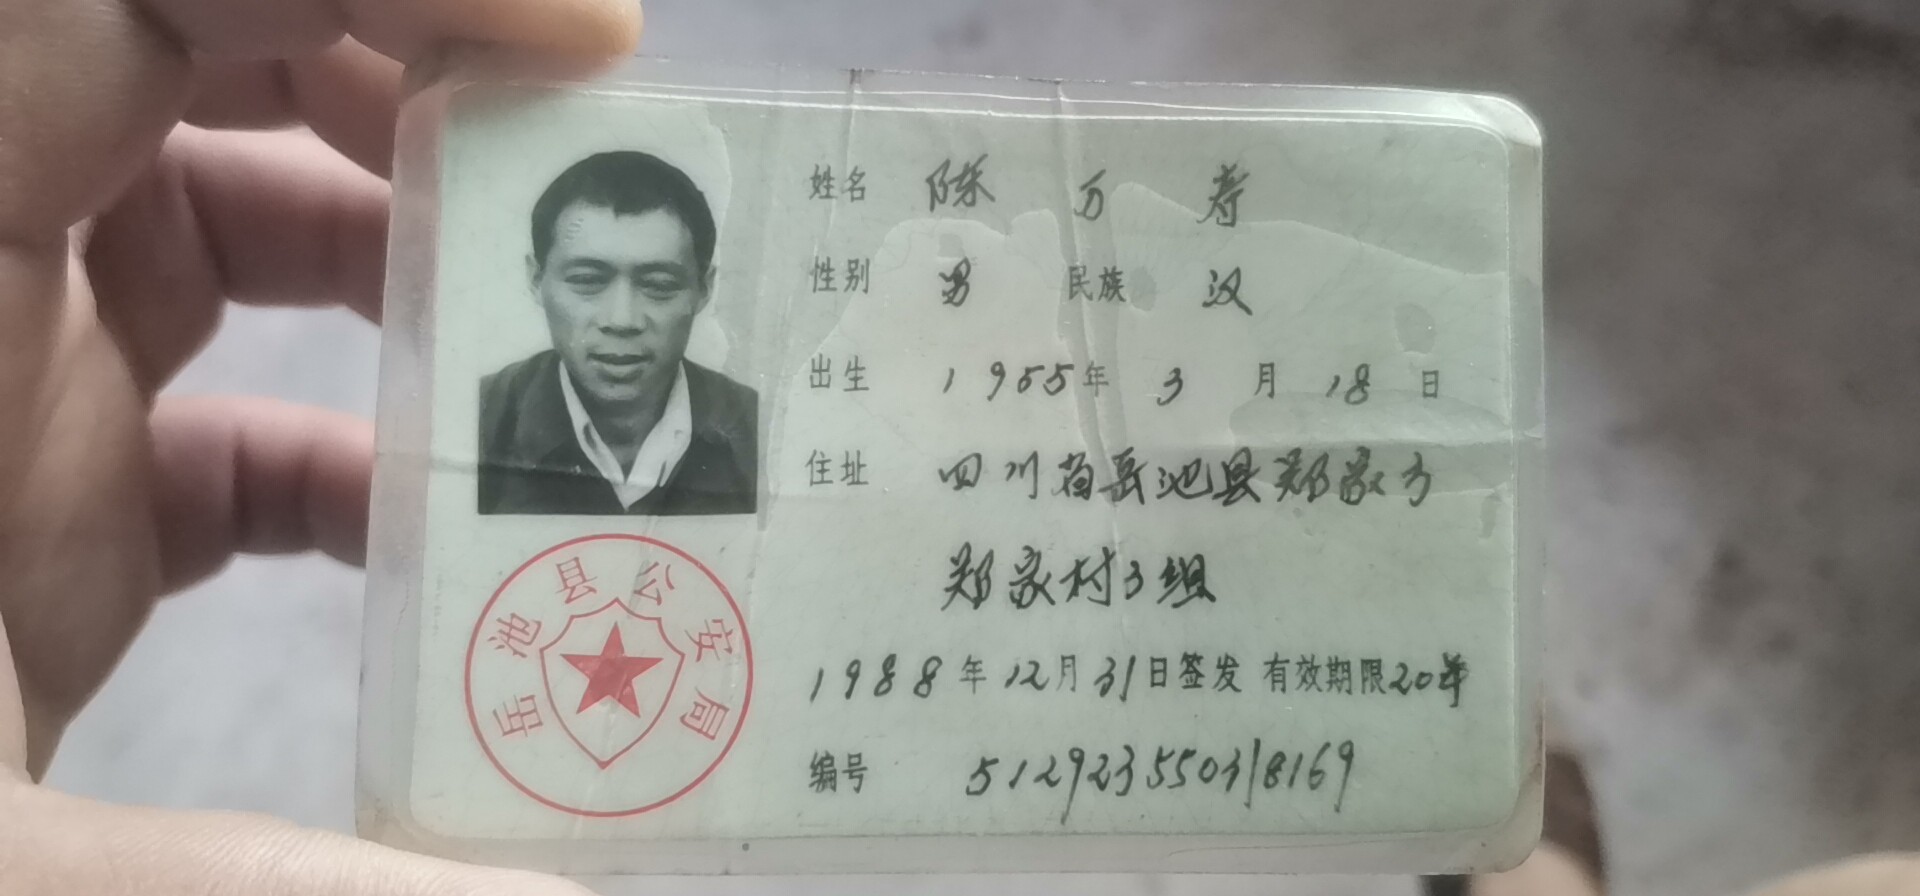 姓名 陈万寿
性别 男 民族 汉
出生 1955年3月18日
住址 四川省岳池县郑家乡
郑家村3组
1988年12月31日签发 有效期限20年
编号 512923550318169
岳池县公安局